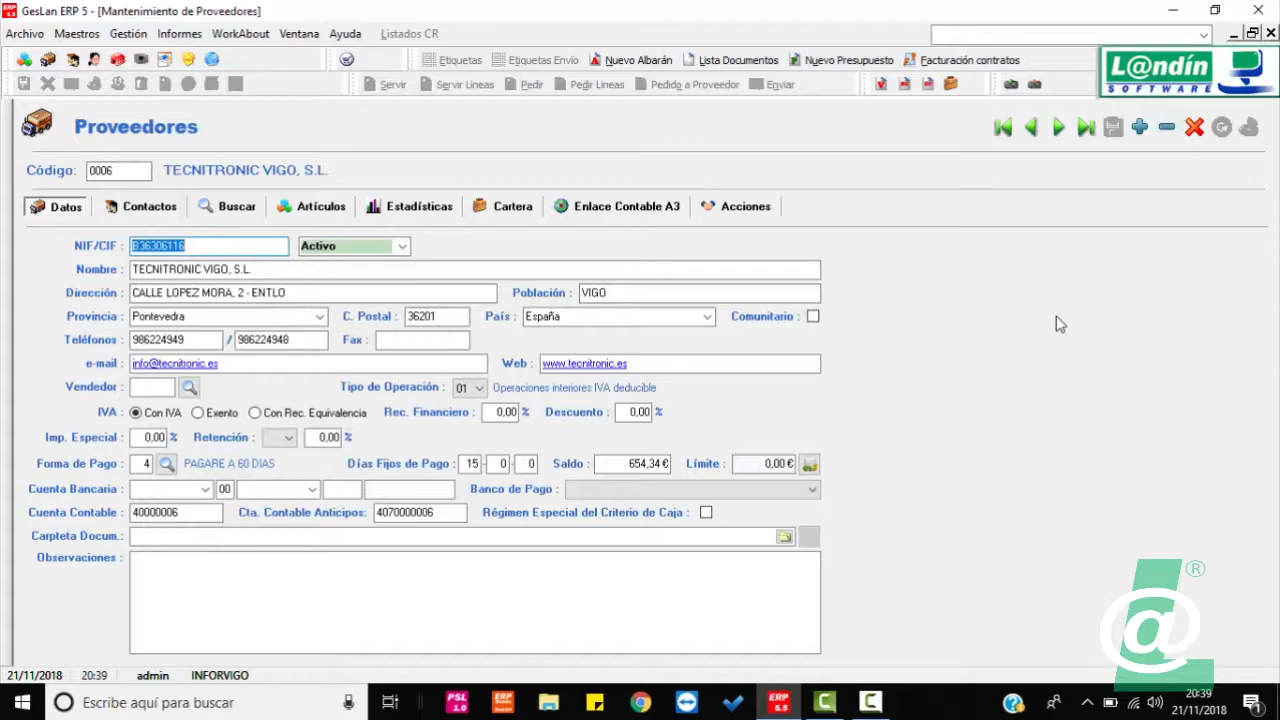 GesLan ERP 5 - [Mantenimiento de Proveedores]
Archivo Maestros Gestión Informes WorkAbout Ventana Ayuda Listados CR
Etiquetas Etiquetas Envío Nuevo Albarán Lista Documentos Nuevo Presupuesto Facturación contratos
L@ndín
SOFTWARE
Servir Servir Lineas Pedir Pedir Lineas Pedido a Proveedor Enviar
Proveedores
Código: 0006 TECNITRONIC VIGO, S.L.
Datos Contactos Buscar Artículos Estadísticas Cartera Enlace Contable A3 Acciones
NIF/CIF : B36306116 Activo
Nombre : TECNITRONIC VIGO, S.L.
Dirección : CALLE LOPEZ MORA, 2 - ENTLO Población : VIGO
Provincia : Pontevedra C. Postal : 36201 País : España Comunitario :
Teléfonos : 986224949 / 986224948 Fax :
e-mail : info@tecnitronic.es Web : www.tecnitronic.es
Vendedor : Tipo de Operación : 01 Operaciones interiores IVA deducible
IVA : Con IVA Exento Con Rec. Equivalencia Rec. Financiero : 0,00 % Descuento : 0,00 %
Imp. Especial : 0,00 % Retención : 0,00 %
Forma de Pago : 4 PAGARE A 60 DIAS Días Fijos de Pago : 15 - 0 - 0 Saldo : 654,34 € Límite : 0,00 €
Cuenta Bancaria : 00 Banco de Pago :
Cuenta Contable : 40000006 Cta. Contable Anticipos: 4070000006 Régimen Especial del Criterio de Caja :
Carpteta Docum.:
Observaciones :
®
@
21/11/2018 20:39 admin INFORVIGO
Escribe aquí para buscar
PSL 1.0
ERP
ERP 5.5
20:39
21/11/2018
1